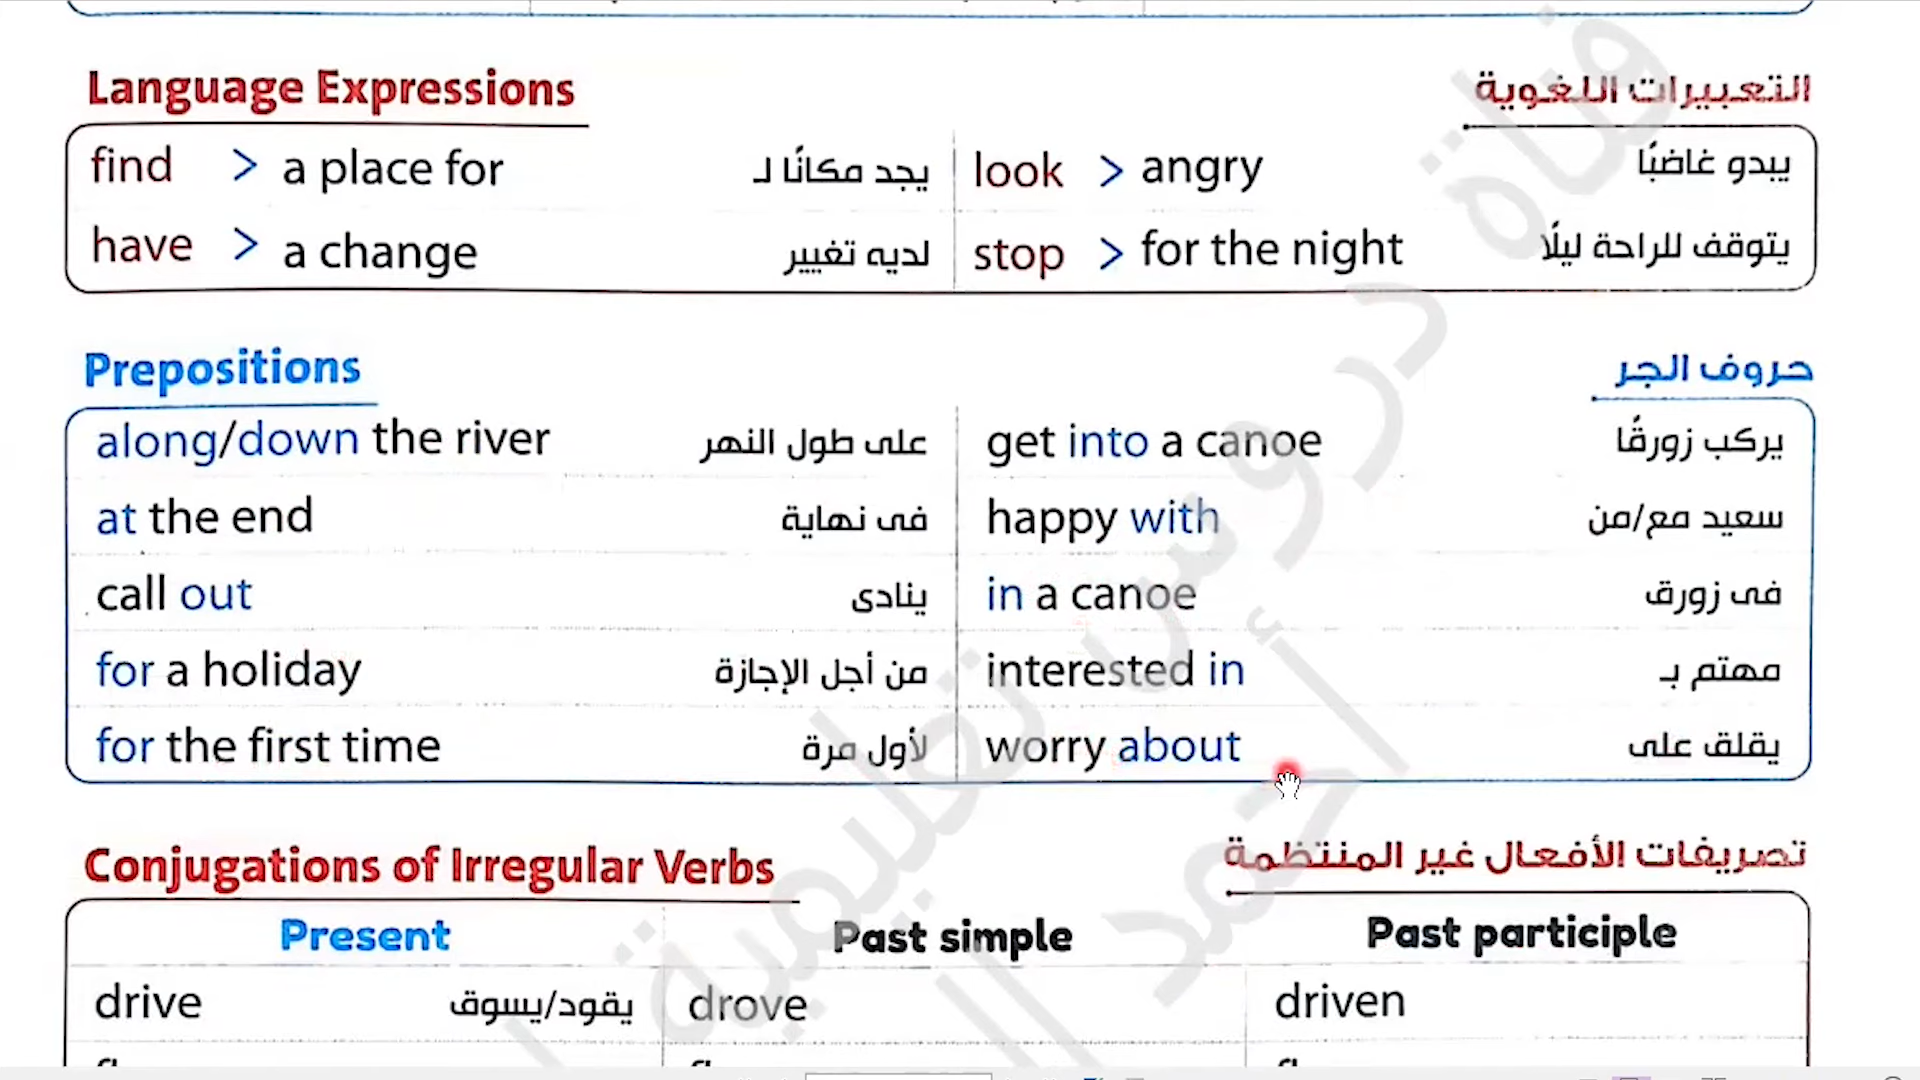 Language Expressions التعبيرات اللغوية
find > a place for يجد مكانًا لـ look > angry يبدو غاضبًا
have > a change لديه تغيير stop > for the night يتوقف للراحة ليلًا
Prepositions حروف الجر
along/down the river على طول النهر get into a canoe يركب زورقًا
at the end فى نهاية happy with سعيد مع/من
call out ينادى in a canoe فى زورق
for a holiday من أجل الإجازة interested in مهتم بـ
for the first time لأول مرة worry about يقلق على
Conjugations of Irregular Verbs تصريفات الأفعال غير المنتظمة
Present Past simple Past participle
drive يقود/يسوق drove driven
قناة دروس تعليمية
أحمد